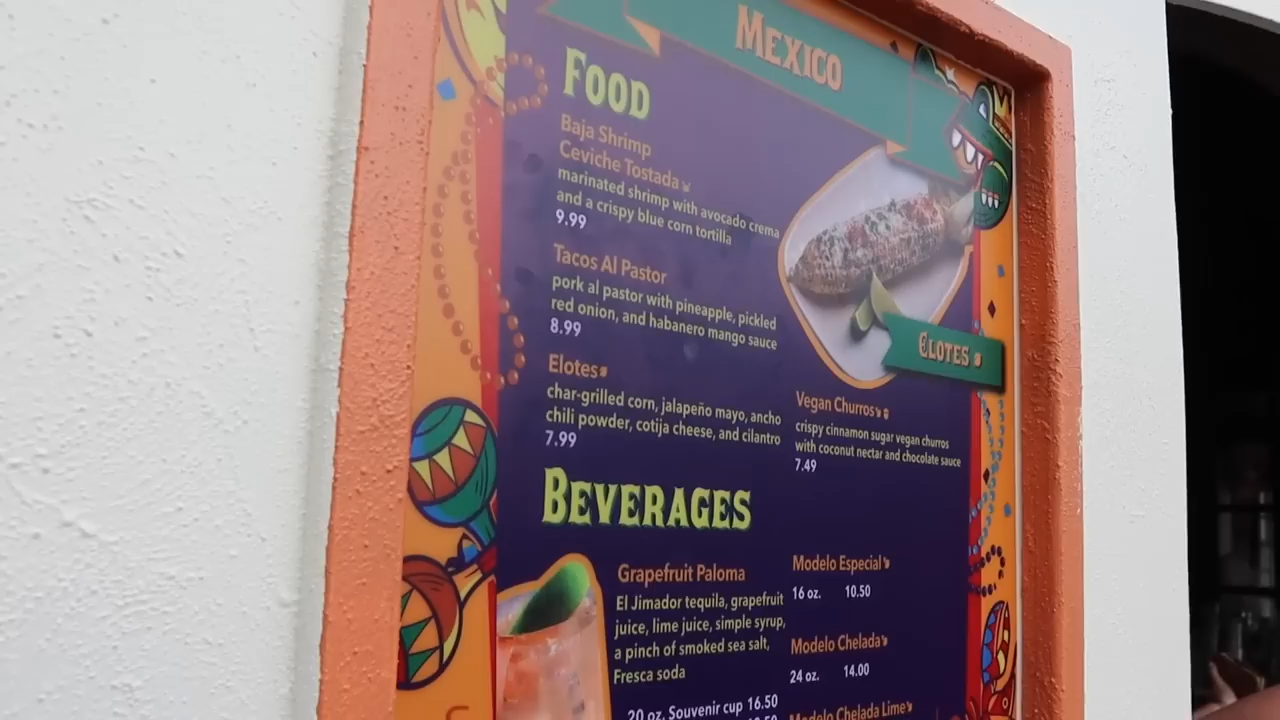 MEXICO
FOOD
Baja Shrimp
Ceviche Tostada
marinated shrimp with avocado crema
and a crispy blue corn tortilla
9.99
Tacos Al Pastor
pork al pastor with pineapple, pickled
red onion, and habanero mango sauce
8.99
Elotes
char-grilled corn, jalapeño mayo, ancho
chili powder, cotija cheese, and cilantro
7.99
ELOTES
Vegan Churros
crispy cinnamon sugar vegan churros
with coconut nectar and chocolate sauce
7.49
BEVERAGES
Grapefruit Paloma
El Jimador tequila, grapefruit
juice, lime juice, simple syrup,
a pinch of smoked sea salt,
Fresca soda
20 oz. Souvenir cup 16.50
Modelo Especial
16 oz. 10.50
Modelo Chelada
24 oz. 14.00
Modelo Chelada Lime